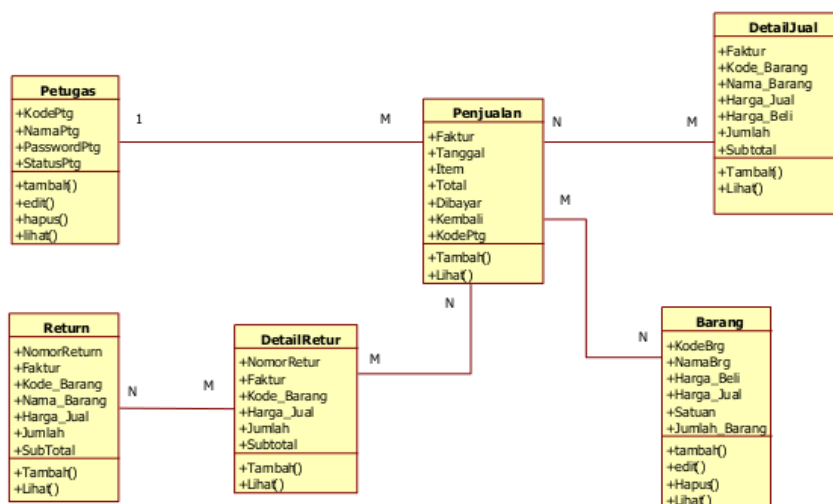 Petugas
+KodePtg
+NamaPtg
+PasswordPtg
+StatusPtg
+tambah()
+edit()
+hapus()
+lihat()
1
M
Penjualan
+Faktur
+Tanggal
+Item
+Total
+Dibayar
+Kembali
+KodePtg
+Tambah()
+Lihat()
N
M
DetailJual
+Faktur
+Kode_Barang
+Nama_Barang
+Harga_Jual
+Harga_Beli
+Jumlah
+Subtotal
+Tambah()
+Lihat()
M
N
Barang
+KodeBrg
+NamaBrg
+Harga_Beli
+Harga_Jual
+Satuan
+Jumlah_Barang
+tambah()
+edit()
+Hapus()
+Lihat()
Return
+NomorReturn
+Faktur
+Kode_Barang
+Nama_Barang
+Harga_Jual
+Jumlah
+SubTotal
+Tambah()
+Lihat()
N
M
DetailRetur
+NomorRetur
+Faktur
+Kode_Barang
+Harga_Jual
+Jumlah
+Subtotal
+Tambah()
+Lihat()
M
N